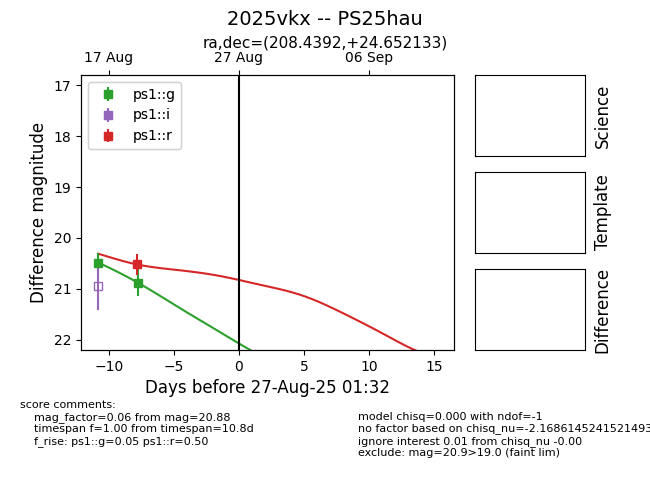 2025vkx -- PS25hau
ra,dec=(208.4392,+24.652133)
17 Aug 27 Aug 06 Sep
17
18
19
20
21
22
Difference magnitude
ps1::g
ps1::i
ps1::r
−10 −5 0 5 10 15
Days before 27-Aug-25 01:32
Science
Template
Difference
score comments:
mag_factor=0.06 from mag=20.88
timespan f=1.00 from timespan=10.8d
f_rise: ps1::g=0.05 ps1::r=0.50
model chisq=0.000 with ndof=-1
no factor based on chisq_nu=-2.1686145241521493
ignore interest 0.01 from chisq_nu -0.00
exclude: mag=20.9>19.0 (faint lim)